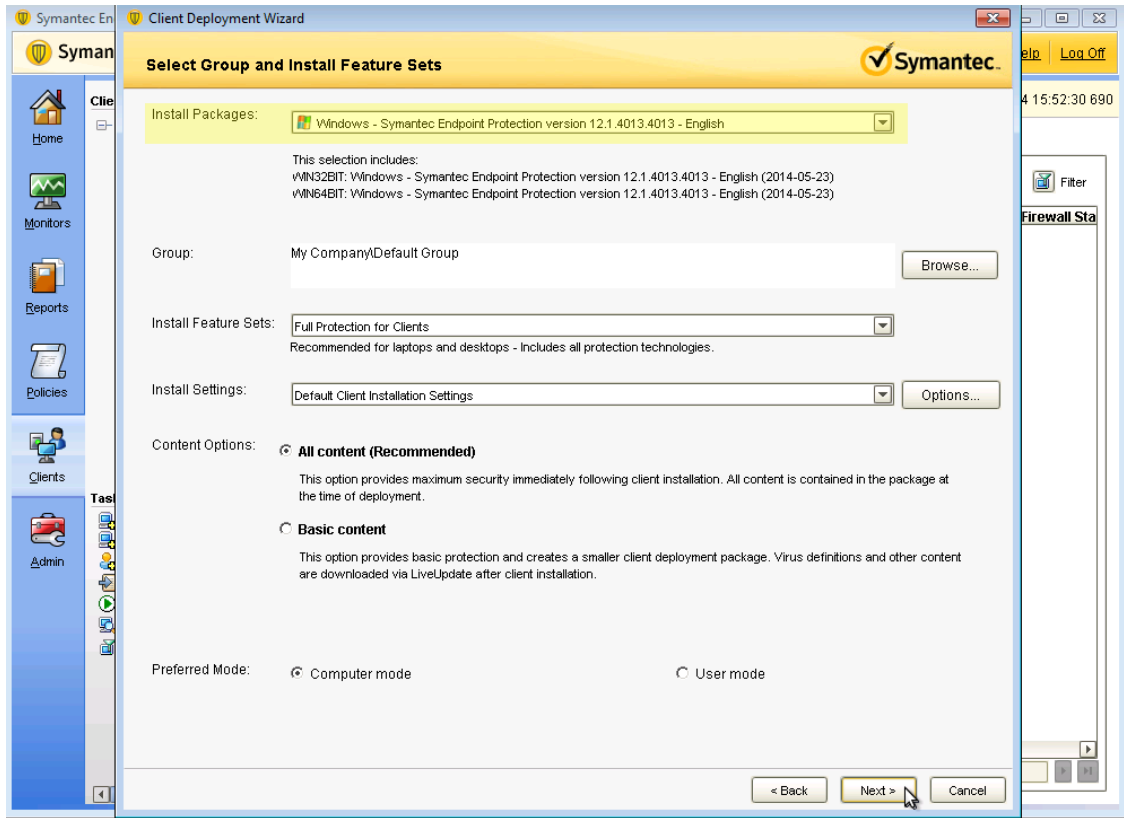 Symantec En
Client Deployment Wizard
Syman
Select Group and Install Feature Sets
Symantec.
elp
Log Off
Clie
4 15:52:30 690
Home
Monitors
Reports
Policies
Clients
Admin
Task
Install Packages:
Windows - Symantec Endpoint Protection version 12.1.4013.4013 - English
This selection includes:
WIN32BIT: Windows - Symantec Endpoint Protection version 12.1.4013.4013 - English (2014-05-23)
WIN64BIT: Windows - Symantec Endpoint Protection version 12.1.4013.4013 - English (2014-05-23)
Filter
Firewall Sta
Group:
My Company\Default Group
Browse...
Install Feature Sets:
Full Protection for Clients
Recommended for laptops and desktops - Includes all protection technologies.
Install Settings:
Default Client Installation Settings
Options...
Content Options:
All content (Recommended)
This option provides maximum security immediately following client installation. All content is contained in the package at
the time of deployment.
Basic content
This option provides basic protection and creates a smaller client deployment package. Virus definitions and other content
are downloaded via LiveUpdate after client installation.
Preferred Mode:
Computer mode
User mode
< Back
Next >
Cancel